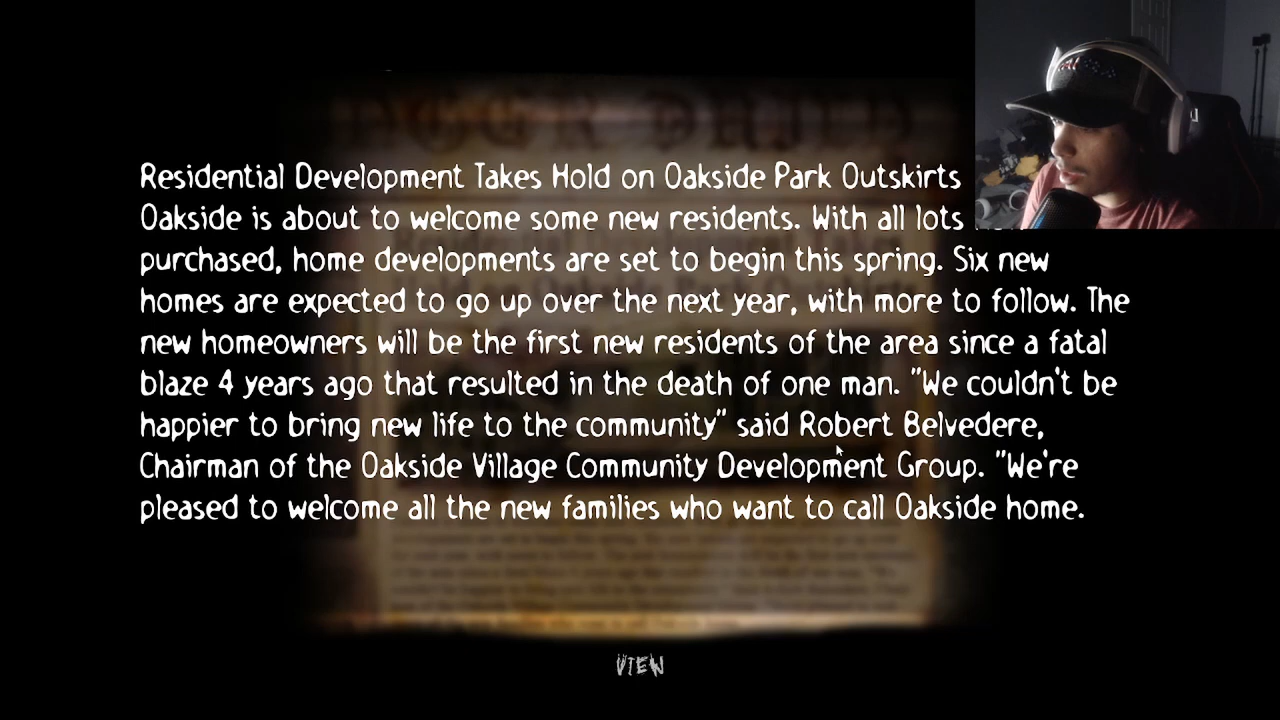 Residential Development Takes Hold on Oakside Park Outskirts
Oakside is about to welcome some new residents. With all lots
purchased, home developments are set to begin this spring. Six new
homes are expected to go up over the next year, with more to follow. The
new homeowners will be the first new residents of the area since a fatal
blaze 4 years ago that resulted in the death of one man. "We couldn't be
happier to bring new life to the community" said Robert Belvedere,
Chairman of the Oakside Village Community Development Group. "We're
pleased to welcome all the new families who want to call Oakside home.
VIEW